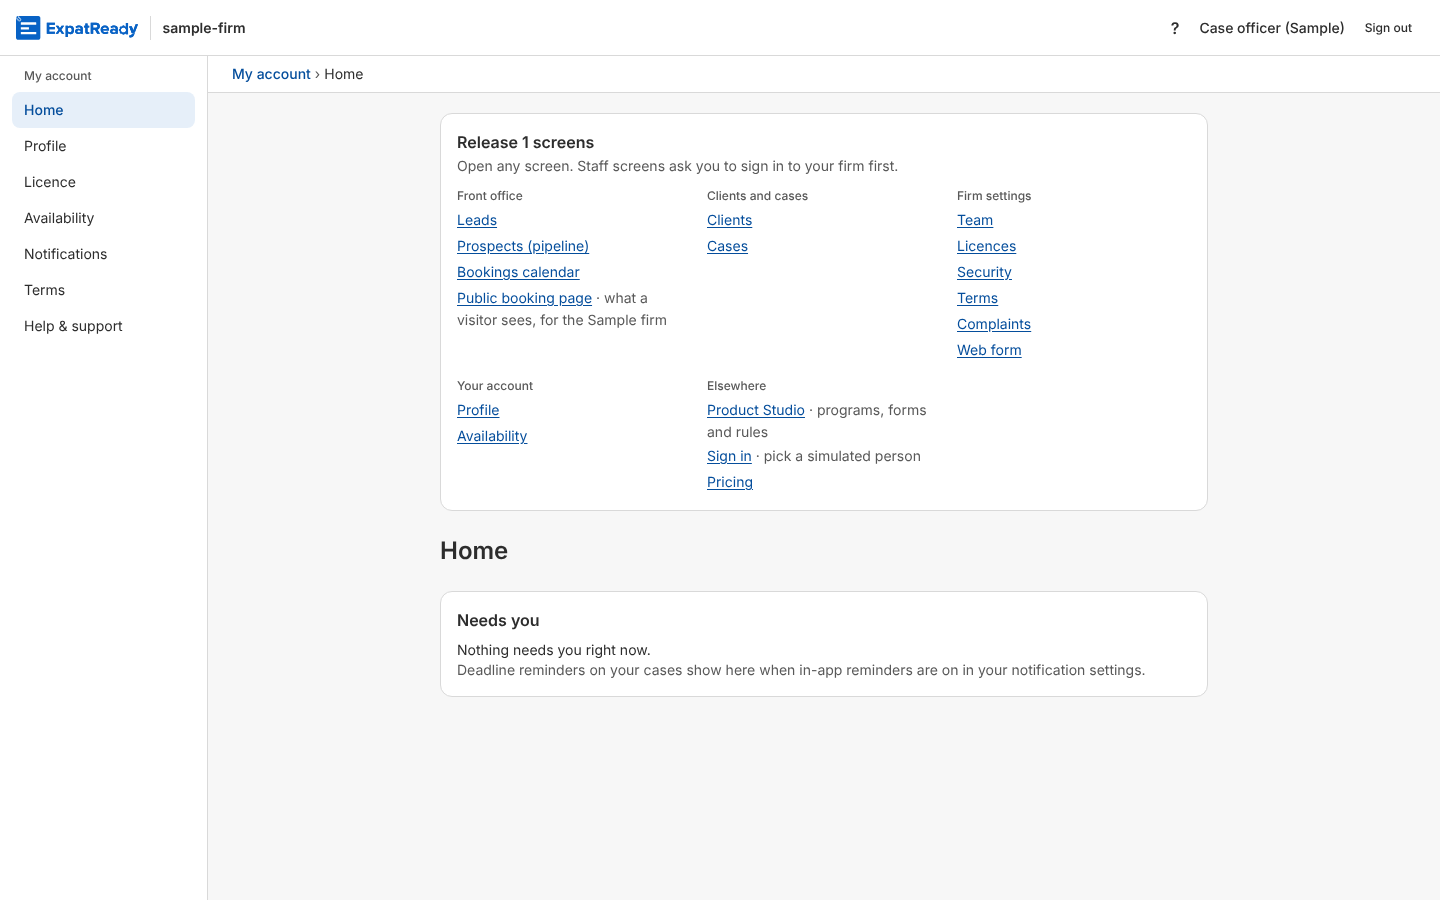 ExpatReady
sample-firm
?
Case officer (Sample)
Sign out
My account
Home
Profile
Licence
Availability
Notifications
Terms
Help & support
My account › Home
Release 1 screens
Open any screen. Staff screens ask you to sign in to your firm first.
Front office
Leads
Prospects (pipeline)
Bookings calendar
Public booking page · what a
visitor sees, for the Sample firm
Clients and cases
Clients
Cases
Firm settings
Team
Licences
Security
Terms
Complaints
Web form
Your account
Profile
Availability
Elsewhere
Product Studio · programs, forms
and rules
Sign in · pick a simulated person
Pricing
Home
Needs you
Nothing needs you right now.
Deadline reminders on your cases show here when in-app reminders are on in your notification settings.